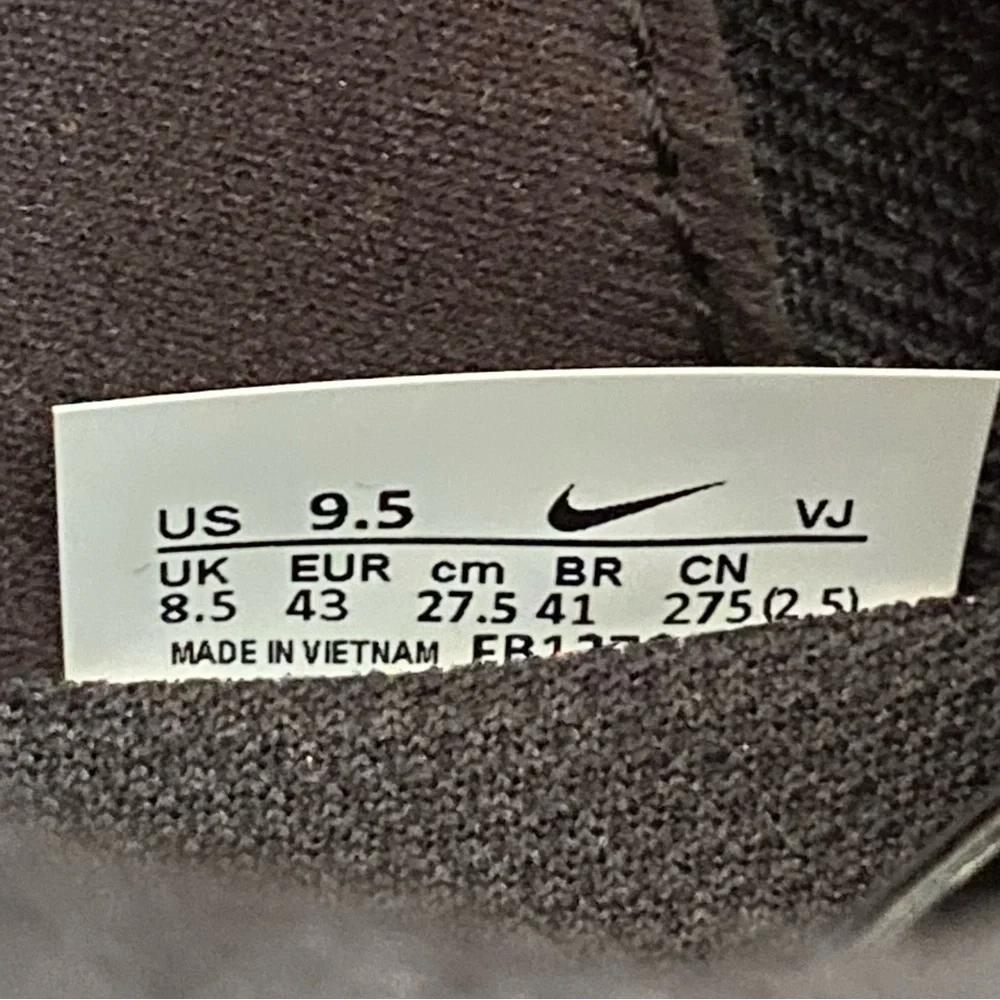 US 9.5 VJ
UK EUR cm BR CN
8.5 43 27.5 41 275 (2.5)
MADE IN VIETNAM